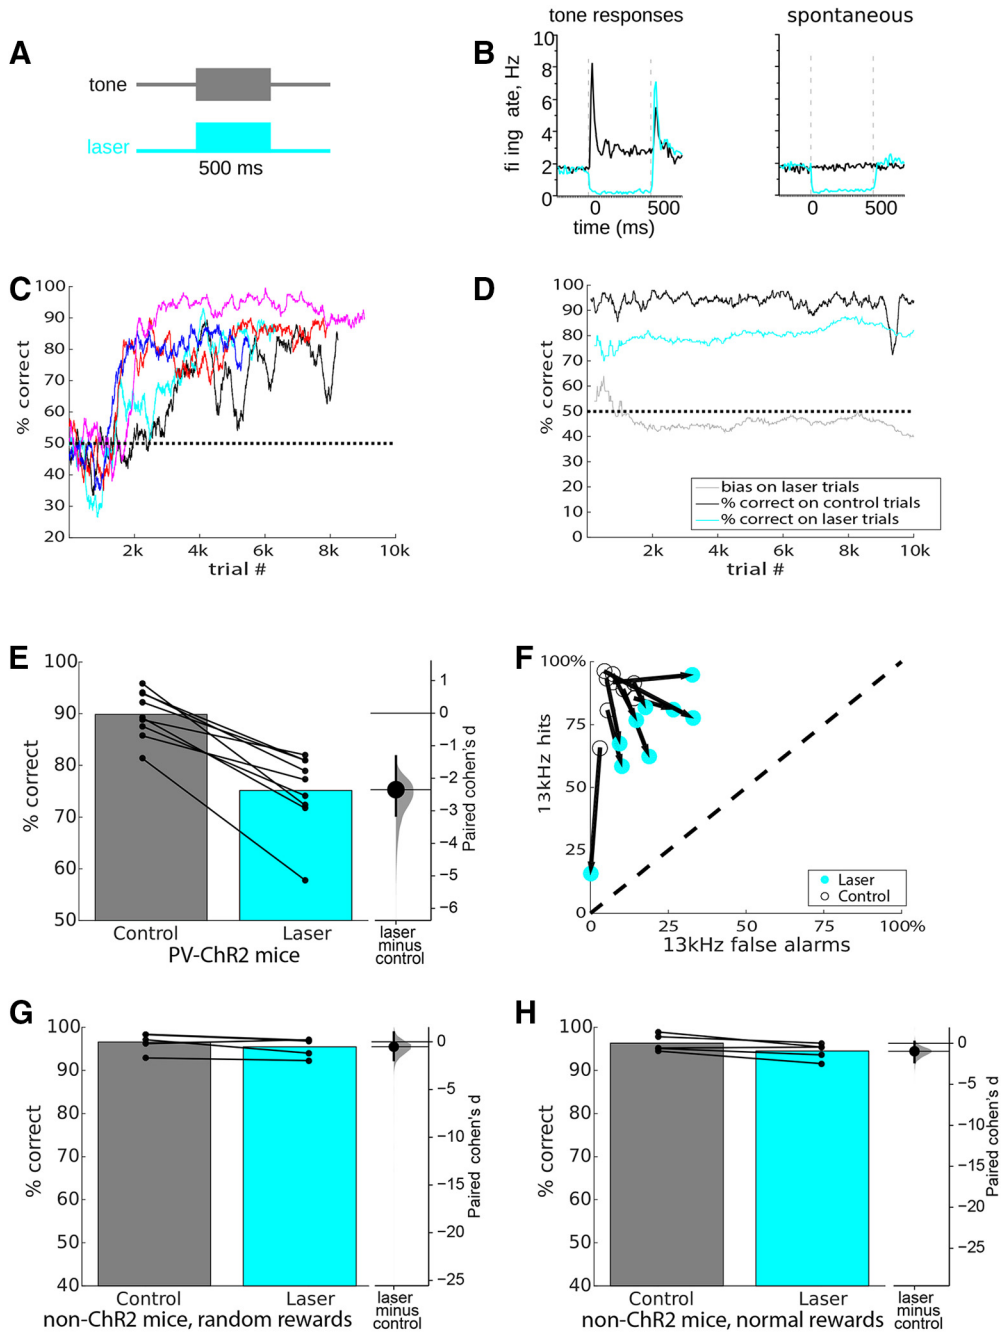 A
tone
laser
500 ms
B
tone responses
spontaneous
fi ing ate, Hz
10
8
6
4
2
0
0
500
time (ms)
0
500
C
% correct
100
90
80
70
60
50
40
30
20
2k
4k
6k
8k
10k
trial #
D
% correct
100
90
80
70
60
50
40
30
20
10
0
bias on laser trials
% correct on control trials
% correct on laser trials
2k
4k
6k
8k
10k
trial #
E
% correct
100
90
80
70
60
50
Control
Laser
PV-ChR2 mice
1
0
−1
−2
−3
−4
−5
−6
Paired cohen's d
laser
minus
control
F
13kHz hits
100%
75
50
25
0
Laser
Control
0
25
50
75
100%
13kHz false alarms
G
% correct
100
90
80
70
60
50
40
Control
Laser
non-ChR2 mice, random rewards
0
−5
−10
−15
−20
−25
Paired cohen's d
laser
minus
control
H
% correct
100
90
80
70
60
50
40
Control
Laser
non-ChR2 mice, normal rewards
0
−5
−10
−15
−20
−25
Paired cohen's d
laser
minus
control